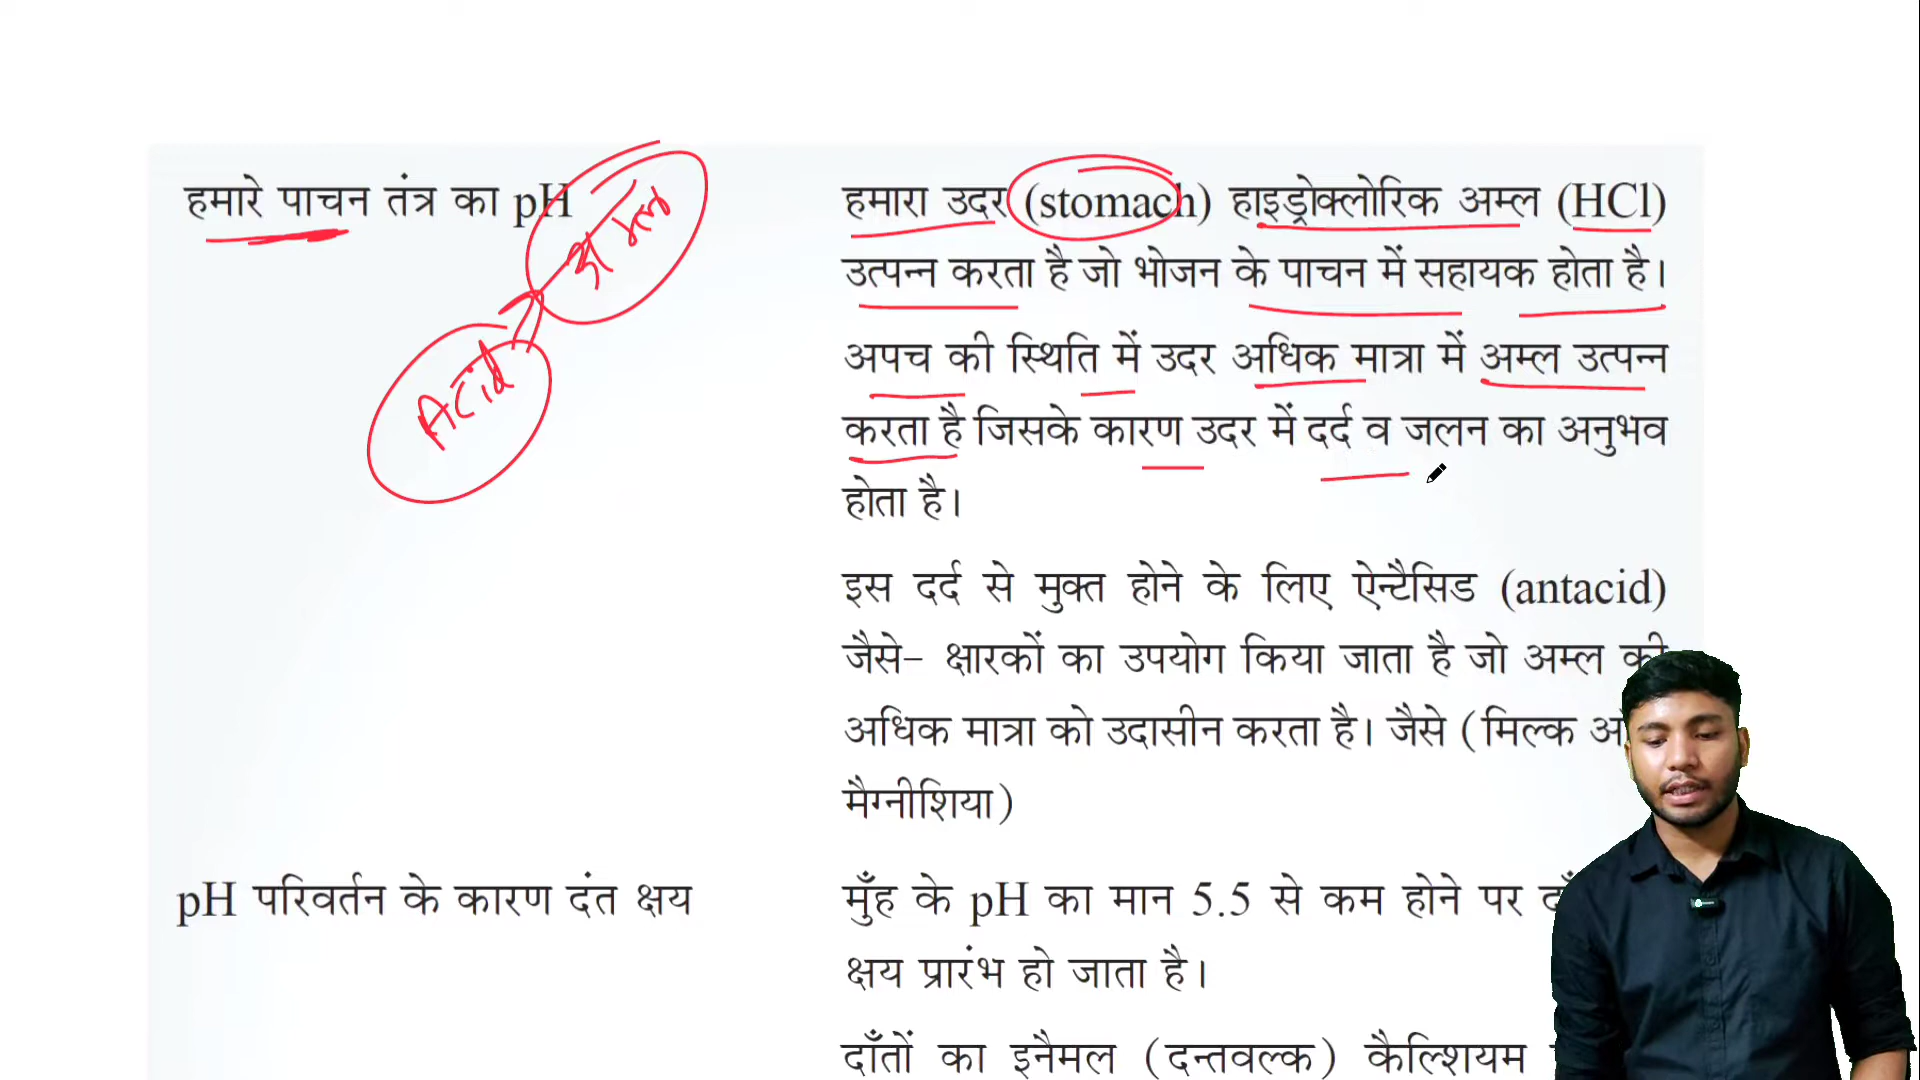 हमारे पाचन तंत्र का pH
अम्ल
Acid
हमारा उदर (stomach) हाइड्रोक्लोरिक अम्ल (HCl)
उत्पन्न करता है जो भोजन के पाचन में सहायक होता है।
अपच की स्थिति में उदर अधिक मात्रा में अम्ल उत्पन्न
करता है जिसके कारण उदर में दर्द व जलन का अनुभव
होता है।
इस दर्द से मुक्त होने के लिए ऐन्टैसिड (antacid)
जैसे– क्षारकों का उपयोग किया जाता है जो अम्ल की
अधिक मात्रा को उदासीन करता है। जैसे (मिल्क
मैग्नीशिया)
pH परिवर्तन के कारण दंत क्षय
मुँह के pH का मान 5.5 से कम होने पर
क्षय प्रारंभ हो जाता है।
दाँतों का इनैमल (दन्तवल्क) कैल्शियम